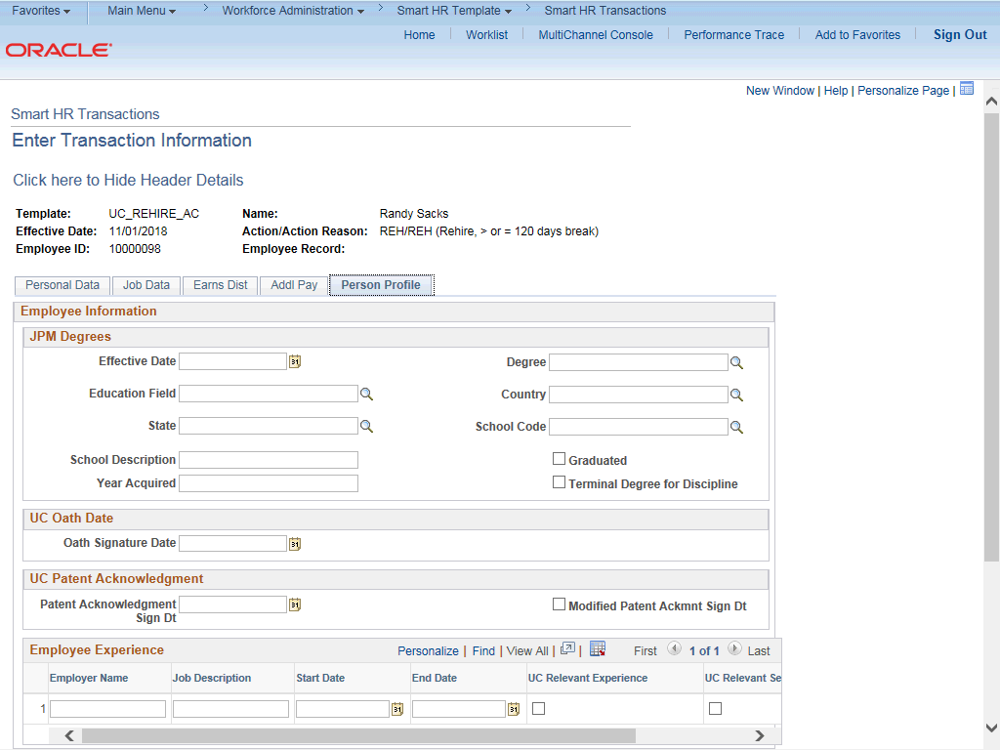 Favorites Main Menu > Workforce Administration > Smart HR Template > Smart HR Transactions
Home Worklist MultiChannel Console Performance Trace Add to Favorites Sign Out
ORACLE
New Window | Help | Personalize Page |
Smart HR Transactions
Enter Transaction Information
Click here to Hide Header Details
Template: UC_REHIRE_AC Name: Randy Sacks
Effective Date: 11/01/2018 Action/Action Reason: REH/REH (Rehire, > or = 120 days break)
Employee ID: 10000098 Employee Record:
Personal Data Job Data Earns Dist Addl Pay Person Profile
Employee Information
JPM Degrees
Effective Date 31 Degree
Education Field Country
State School Code
School Description Graduated
Year Acquired Terminal Degree for Discipline
UC Oath Date
Oath Signature Date 31
UC Patent Acknowledgment
Patent Acknowledgment Sign Dt 31 Modified Patent Ackmnt Sign Dt
Employee Experience Personalize | Find | View All | | First 1 of 1 Last
Employer Name Job Description Start Date End Date UC Relevant Experience UC Relevant Se
1 31 31